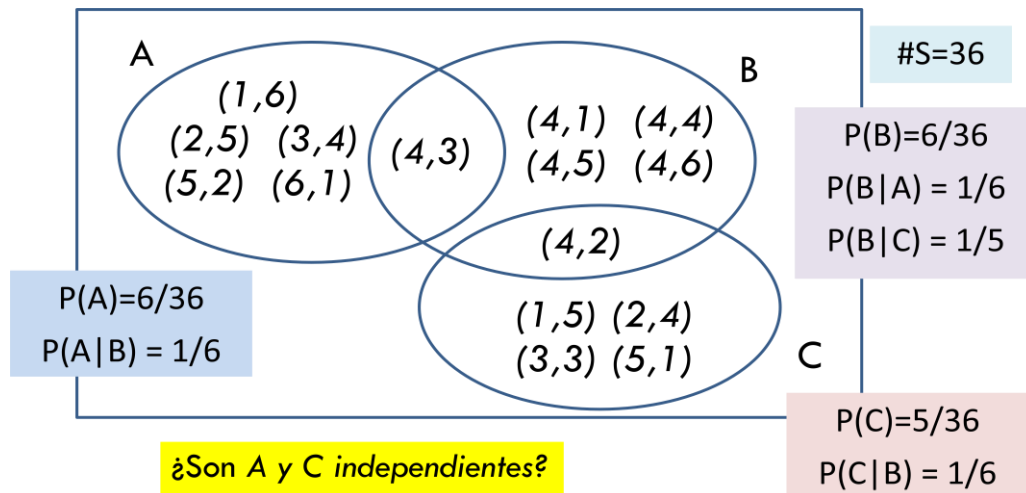 A
B
#S=36
(1,6)
(2,5) (3,4)
(5,2) (6,1)
(4,3)
(4,1) (4,4)
(4,5) (4,6)
P(B)=6/36
P(B|A) = 1/6
P(B|C) = 1/5
(4,2)
P(A)=6/36
P(A|B) = 1/6
(1,5) (2,4)
(3,3) (5,1)
C
P(C)=5/36
P(C|B) = 1/6
¿Son A y C independientes?